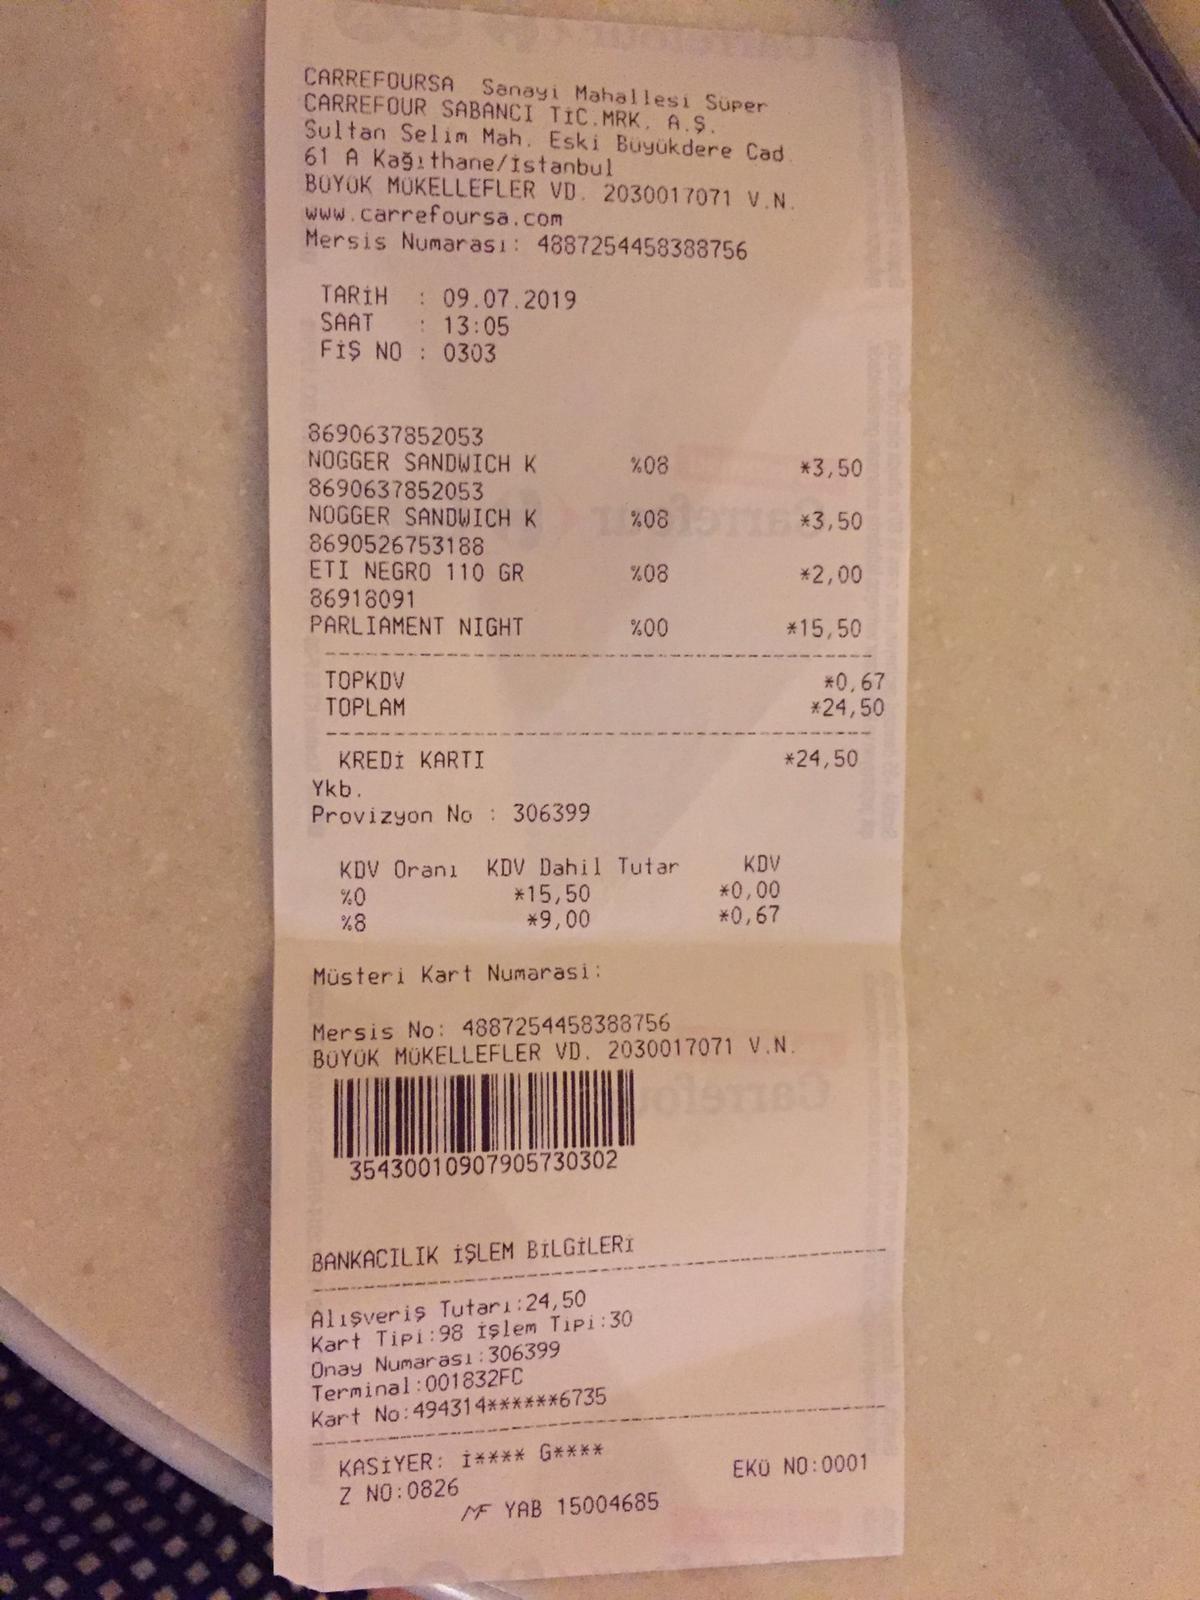 CARREFOURSA Sanayi Mahallesi Süper
CARREFOUR SABANCI TİC.MRK. A.Ş.
Sultan Selim Mah. Eski Büyükdere Cad.
61 A Kağıthane/İstanbul
BÜYÜK MÜKELLEFLER VD. 2030017071 V.N.
www.carrefoursa.com
Mersis Numarası: 4887254458388756
TARİH : 09.07.2019
SAAT : 13:05
FİŞ NO : 0303
8690637852053
NOGGER SANDWICH K %08 *3,50
8690637852053
NOGGER SANDWICH K %08 *3,50
8690526753188
ETI NEGRO 110 GR %08 *2,00
86918091
PARLIAMENT NIGHT %00 *15,50
TOPKDV *0,67
TOPLAM *24,50
KREDİ KARTI *24,50
Ykb.
Provizyon No : 306399
KDV Oranı KDV Dahil Tutar KDV
%0 *15,50 *0,00
%8 *9,00 *0,67
Müsteri Kart Numarasi:
Mersis No: 4887254458388756
BÜYÜK MÜKELLEFLER VD. 2030017071 V.N.
35430010907905730302
BANKACILIK İŞLEM BİLGİLERİ
Alışveriş Tutarı:24,50
Kart Tipi:98 İşlem Tipi:30
Onay Numarası:306399
Terminal:001832FC
Kart No:494314******6735
KASİYER: İ**** G****
Z NO:0826 EKÜ NO:0001
MF YAB 15004685